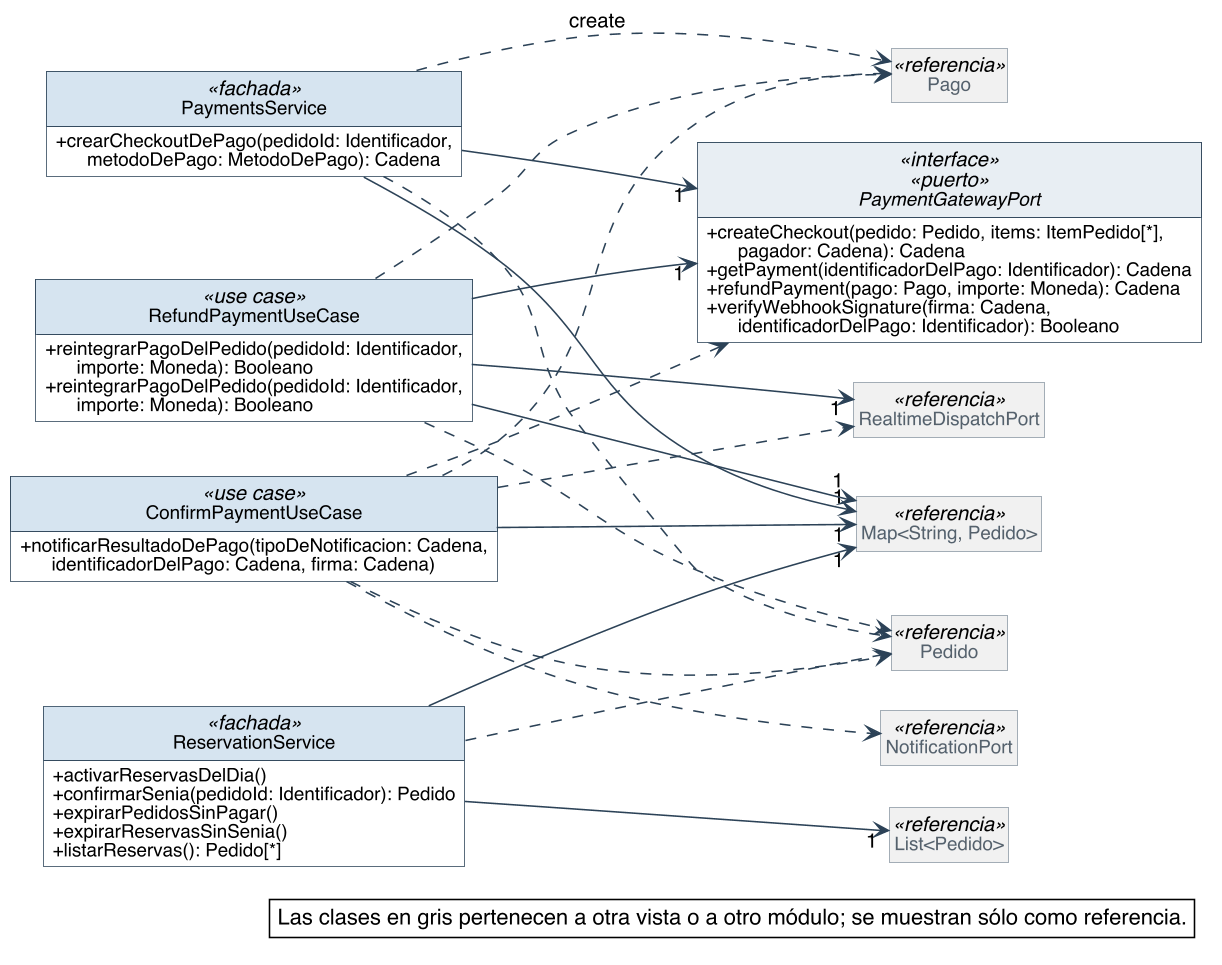 create
«fachada»
PaymentsService
+crearCheckoutDePago(pedidoId: Identificador,
metodoDePago: MetodoDePago): Cadena
«referencia»
Pago
«interface»
«puerto»
PaymentGatewayPort
+createCheckout(pedido: Pedido, items: ItemPedido[*],
pagador: Cadena): Cadena
+getPayment(identificadorDelPago: Identificador): Cadena
+refundPayment(pago: Pago, importe: Moneda): Cadena
+verifyWebhookSignature(firma: Cadena,
identificadorDelPago: Identificador): Booleano
1
1
«use case»
RefundPaymentUseCase
+reintegrarPagoDelPedido(pedidoId: Identificador,
importe: Moneda): Booleano
+reintegrarPagoDelPedido(pedidoId: Identificador,
importe: Moneda): Booleano
«referencia»
RealtimeDispatchPort
1
«use case»
ConfirmPaymentUseCase
+notificarResultadoDePago(tipoDeNotificacion: Cadena,
identificadorDelPago: Cadena, firma: Cadena)
1
1
1
1
«referencia»
Map<String, Pedido>
«referencia»
Pedido
«referencia»
NotificationPort
«fachada»
ReservationService
+activarReservasDelDia()
+confirmarSenia(pedidoId: Identificador): Pedido
+expirarPedidosSinPagar()
+expirarReservasSinSenia()
+listarReservas(): Pedido[*]
1
«referencia»
List<Pedido>
Las clases en gris pertenecen a otra vista o a otro módulo; se muestran sólo como referencia.